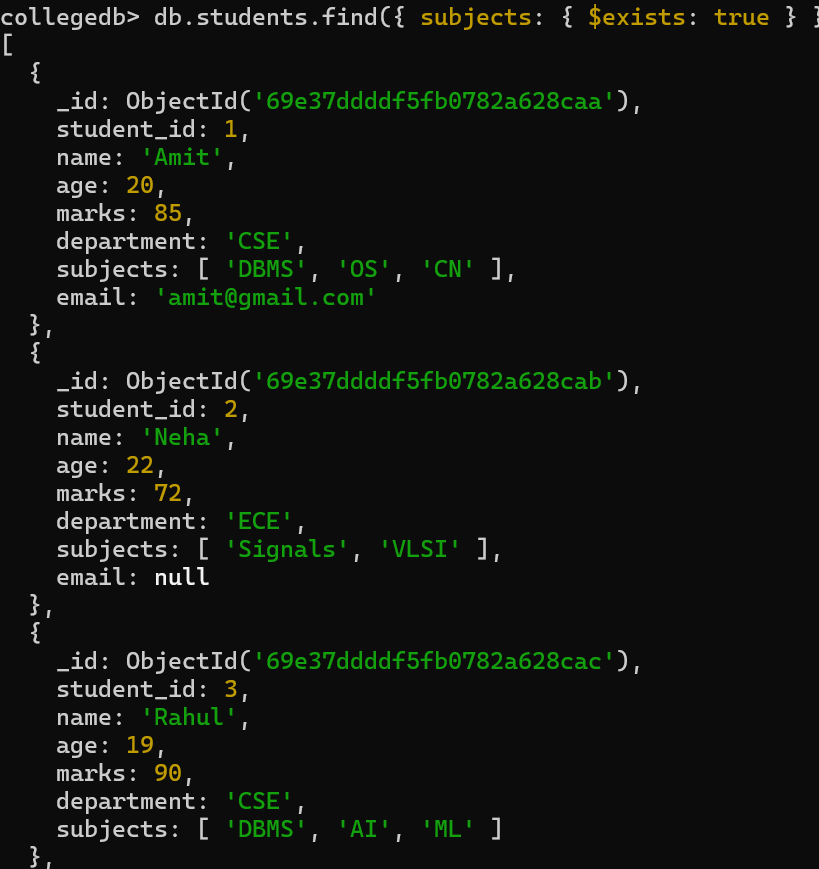 collegedb> db.students.find({ subjects: { $exists: true } }
[
  {
    _id: ObjectId('69e37ddddf5fb0782a628caa'),
    student_id: 1,
    name: 'Amit',
    age: 20,
    marks: 85,
    department: 'CSE',
    subjects: [ 'DBMS', 'OS', 'CN' ],
    email: 'amit@gmail.com'
  },
  {
    _id: ObjectId('69e37ddddf5fb0782a628cab'),
    student_id: 2,
    name: 'Neha',
    age: 22,
    marks: 72,
    department: 'ECE',
    subjects: [ 'Signals', 'VLSI' ],
    email: null
  },
  {
    _id: ObjectId('69e37ddddf5fb0782a628cac'),
    student_id: 3,
    name: 'Rahul',
    age: 19,
    marks: 90,
    department: 'CSE',
    subjects: [ 'DBMS', 'AI', 'ML' ]
  },